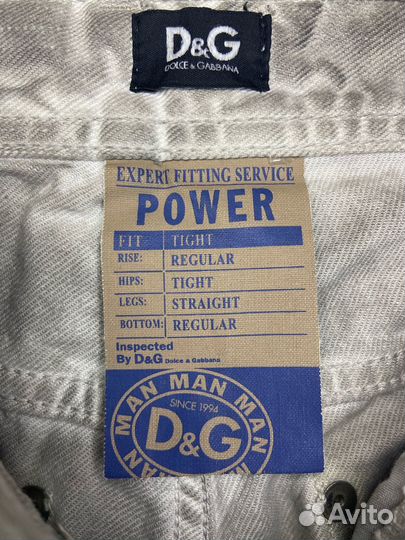 D&G
DOLCE & GABBANA
EXPERT FITTING SERVICE
POWER
FIT TIGHT
RISE: REGULAR
HIPS: TIGHT
LEGS: STRAIGHT
BOTTOM: REGULAR
Inspected
By D&G Dolce & Gabbana
MAN MAN MAN MAN MAN
SINCE 1994
D&G
Avito